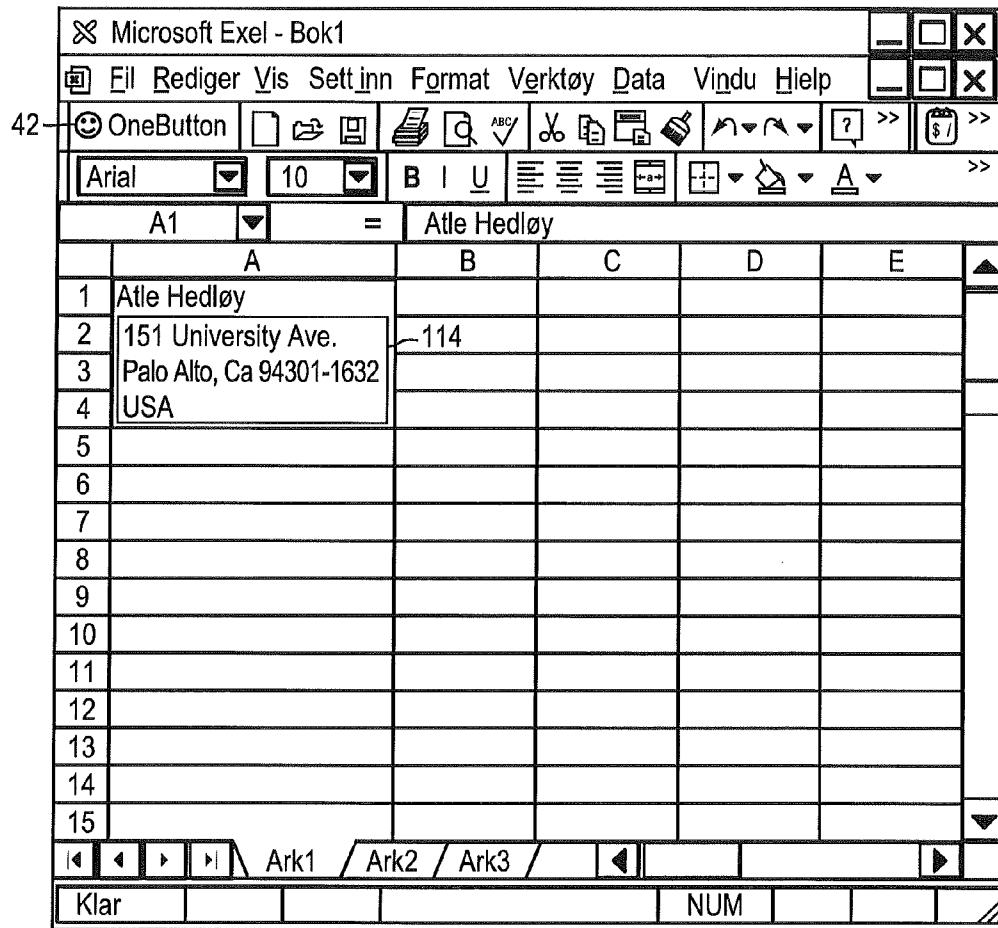 Microsoft Exel - Bok1
Fil Rediger Vis Sett inn Format Verktøy Data Vindu Hielp
42 OneButton ABC ? >> $ / >>
Arial 10 B I U a A >>
A1 = Atle Hedløy
A B C D E
1 Atle Hedløy
2 151 University Ave. 114
3 Palo Alto, Ca 94301-1632
4 USA
5
6
7
8
9
10
11
12
13
14
15
Ark1 Ark2 Ark3
Klar NUM